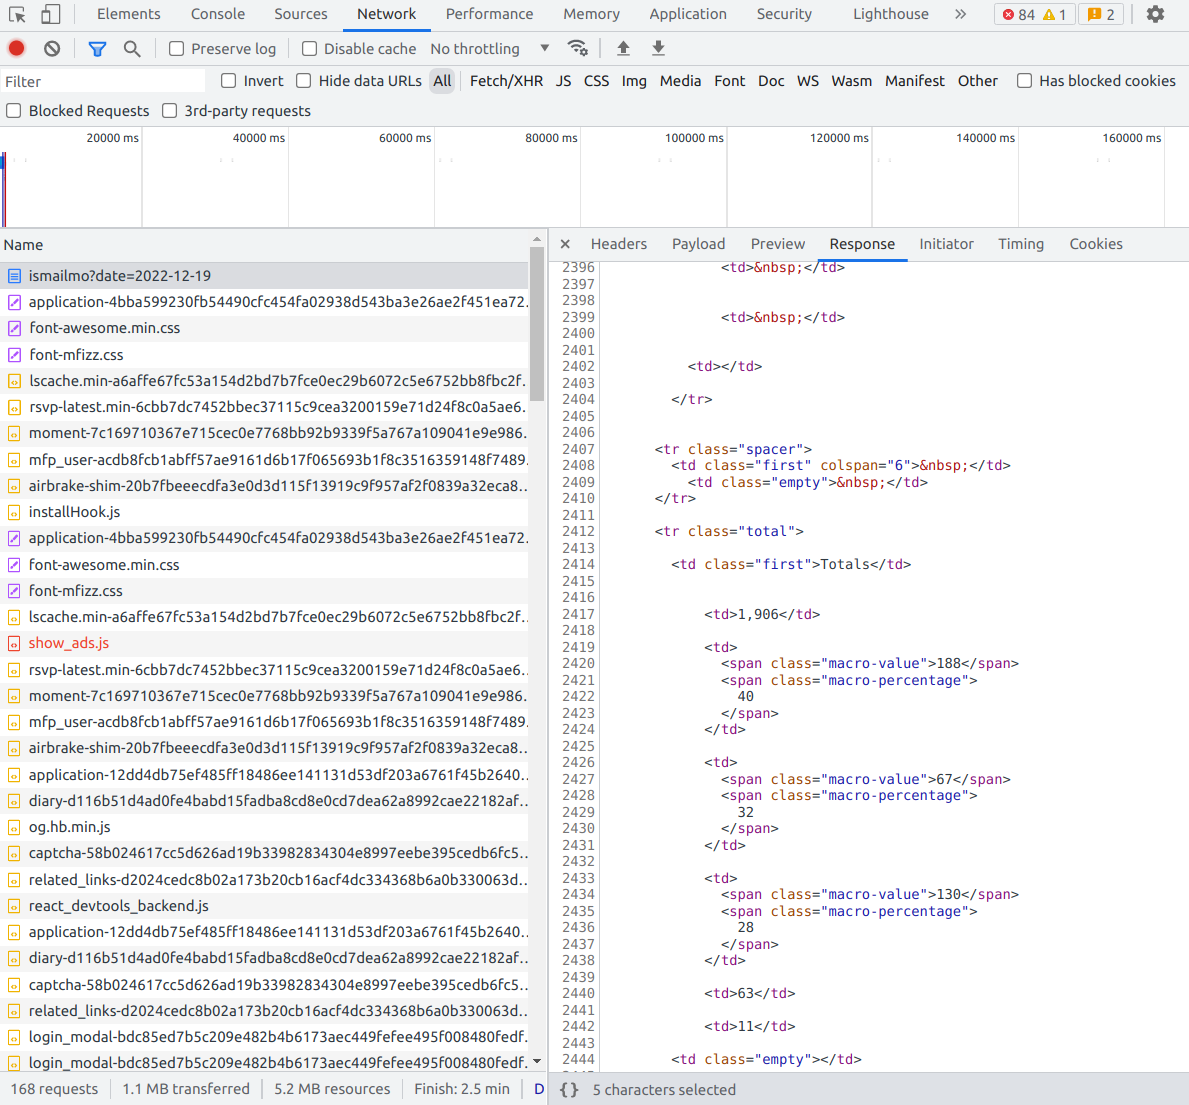 Elements Console Sources Network Performance Memory Application Security Lighthouse » 84 1 2
Preserve log Disable cache No throttling
Filter Invert Hide data URLs All Fetch/XHR JS CSS Img Media Font Doc WS Wasm Manifest Other Has blocked cookies
Blocked Requests 3rd-party requests
20000 ms 40000 ms 60000 ms 80000 ms 100000 ms 120000 ms 140000 ms 160000 ms
Name
ismailmo?date=2022-12-19
application-4bba599230fb54490cfc454fa02938d543ba3e26ae2f451ea72...
font-awesome.min.css
font-mfizz.css
lscache.min-a6affe67fc53a154d2bd7b7fce0ec29b6072c5e6752bb8fbc2f...
rsvp-latest.min-6cbb7dc7452bbec37115c9cea3200159e71d24f8c0a5ae6...
moment-7c169710367e715cec0e7768bb92b9339f5a767a109041e9e986...
mfp_user-acdb8fcb1abff57ae9161d6b17f065693b1f8c3516359148f7489...
airbrake-shim-20b7fbeeecdfa3e0d3d115f13919c9f957af2f0839a32eca8...
installHook.js
application-4bba599230fb54490cfc454fa02938d543ba3e26ae2f451ea72...
font-awesome.min.css
font-mfizz.css
lscache.min-a6affe67fc53a154d2bd7b7fce0ec29b6072c5e6752bb8fbc2f...
show_ads.js
rsvp-latest.min-6cbb7dc7452bbec37115c9cea3200159e71d24f8c0a5ae6...
moment-7c169710367e715cec0e7768bb92b9339f5a767a109041e9e986...
mfp_user-acdb8fcb1abff57ae9161d6b17f065693b1f8c3516359148f7489...
airbrake-shim-20b7fbeeecdfa3e0d3d115f13919c9f957af2f0839a32eca8...
application-12dd4db75ef485ff18486ee141131d53df203a6761f45b2640...
diary-d116b51d4ad0fe4babd15fadba8cd8e0cd7dea62a8992cae22182af...
og.hb.min.js
captcha-58b024617cc5d626ad19b33982834304e8997eebe395cedb6fc5...
related_links-d2024cedc8b02a173b20cb16acf4dc334368b6a0b330063d...
react_devtools_backend.js
application-12dd4db75ef485ff18486ee141131d53df203a6761f45b2640...
diary-d116b51d4ad0fe4babd15fadba8cd8e0cd7dea62a8992cae22182af...
captcha-58b024617cc5d626ad19b33982834304e8997eebe395cedb6fc5...
related_links-d2024cedc8b02a173b20cb16acf4dc334368b6a0b330063d...
login_modal-bdc85ed7b5c209e482b4b6173aec449fefee495f008480fedf...
login_modal-bdc85ed7b5c209e482b4b6173aec449fefee495f008480fedf...
168 requests 1.1 MB transferred 5.2 MB resources Finish: 2.5 min D
× Headers Payload Preview Response Initiator Timing Cookies
2396 <td>&nbsp;</td>
2397
2398
2399 <td>&nbsp;</td>
2400
2401
2402 <td></td>
2403
2404 </tr>
2405
2406
2407 <tr class="spacer">
2408 <td class="first" colspan="6">&nbsp;</td>
2409 <td class="empty">&nbsp;</td>
2410 </tr>
2411
2412 <tr class="total">
2413
2414 <td class="first">Totals</td>
2415
2416
2417 <td>1,906</td>
2418
2419 <td>
2420 <span class="macro-value">188</span>
2421 <span class="macro-percentage">
2422 40
2423 </span>
2424 </td>
2425
2426 <td>
2427 <span class="macro-value">67</span>
2428 <span class="macro-percentage">
2429 32
2430 </span>
2431 </td>
2432
2433 <td>
2434 <span class="macro-value">130</span>
2435 <span class="macro-percentage">
2436 28
2437 </span>
2438 </td>
2439
2440 <td>63</td>
2441
2442 <td>11</td>
2443
2444 <td class="empty"></td>
{} 5 characters selected